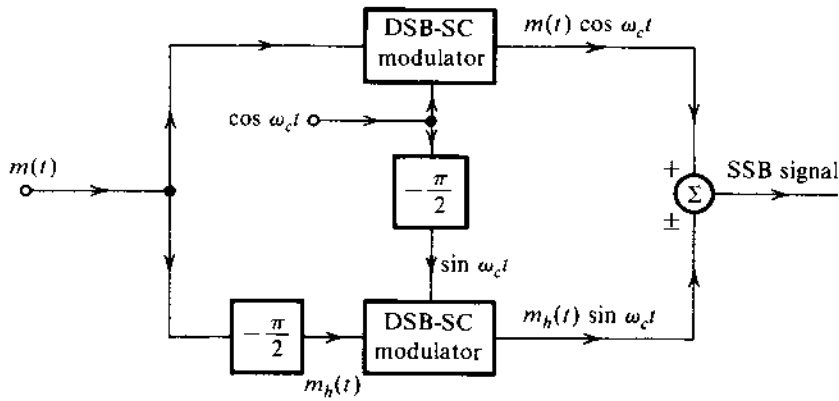 DSB-SC
modulator
m(t) cos ω_c t
cos ω_c t
m(t)
−π/2
+
Σ
±
SSB signal
sin ω_c t
−π/2
m_h(t)
DSB-SC
modulator
m_h(t) sin ω_c t